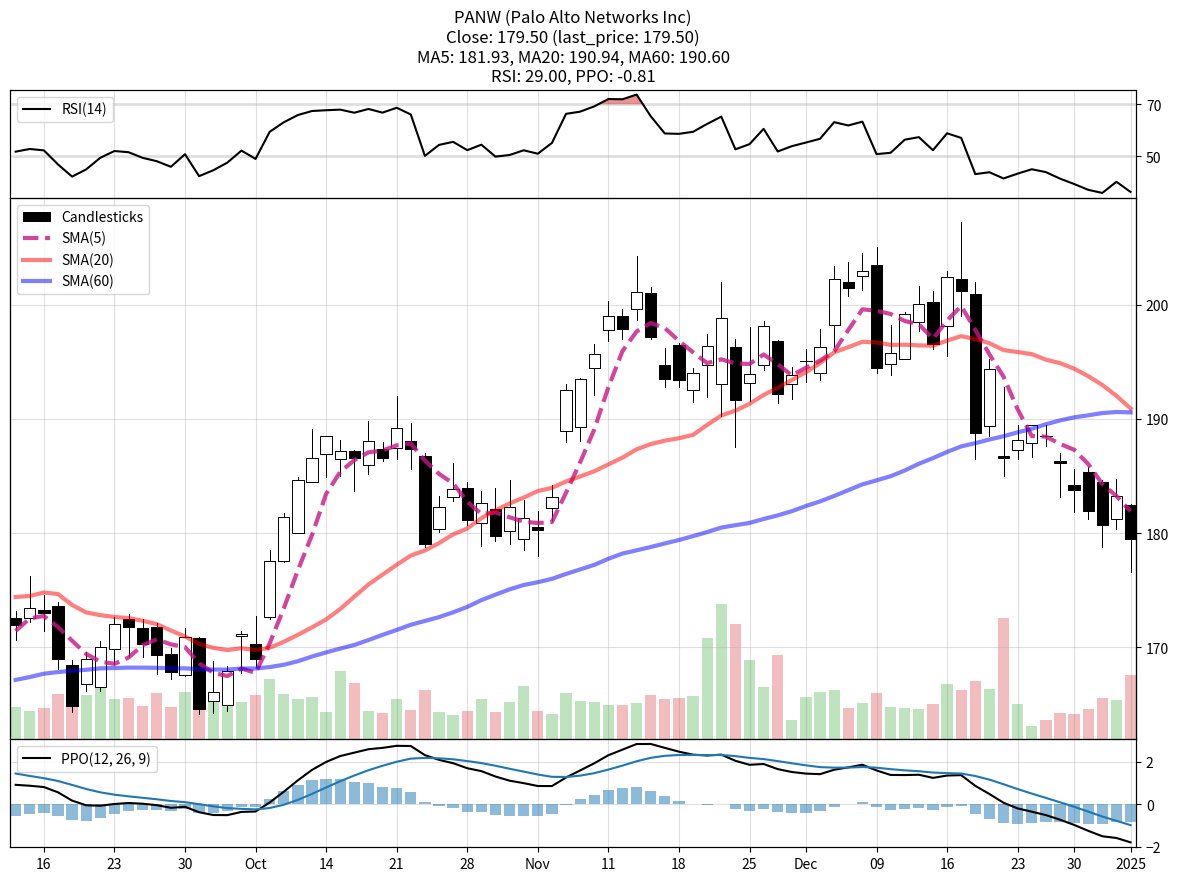 PANW (Palo Alto Networks Inc)
Close: 179.50 (last_price: 179.50)
MA5: 181.93, MA20: 190.94, MA60: 190.60
RSI: 29.00, PPO: -0.81
RSI(14)
70
50
Candlesticks
SMA(5)
SMA(20)
SMA(60)
200
190
180
170
PPO(12, 26, 9)
2
0
−2
16 23 30 Oct 14 21 28 Nov 11 18 25 Dec 09 16 23 30 2025